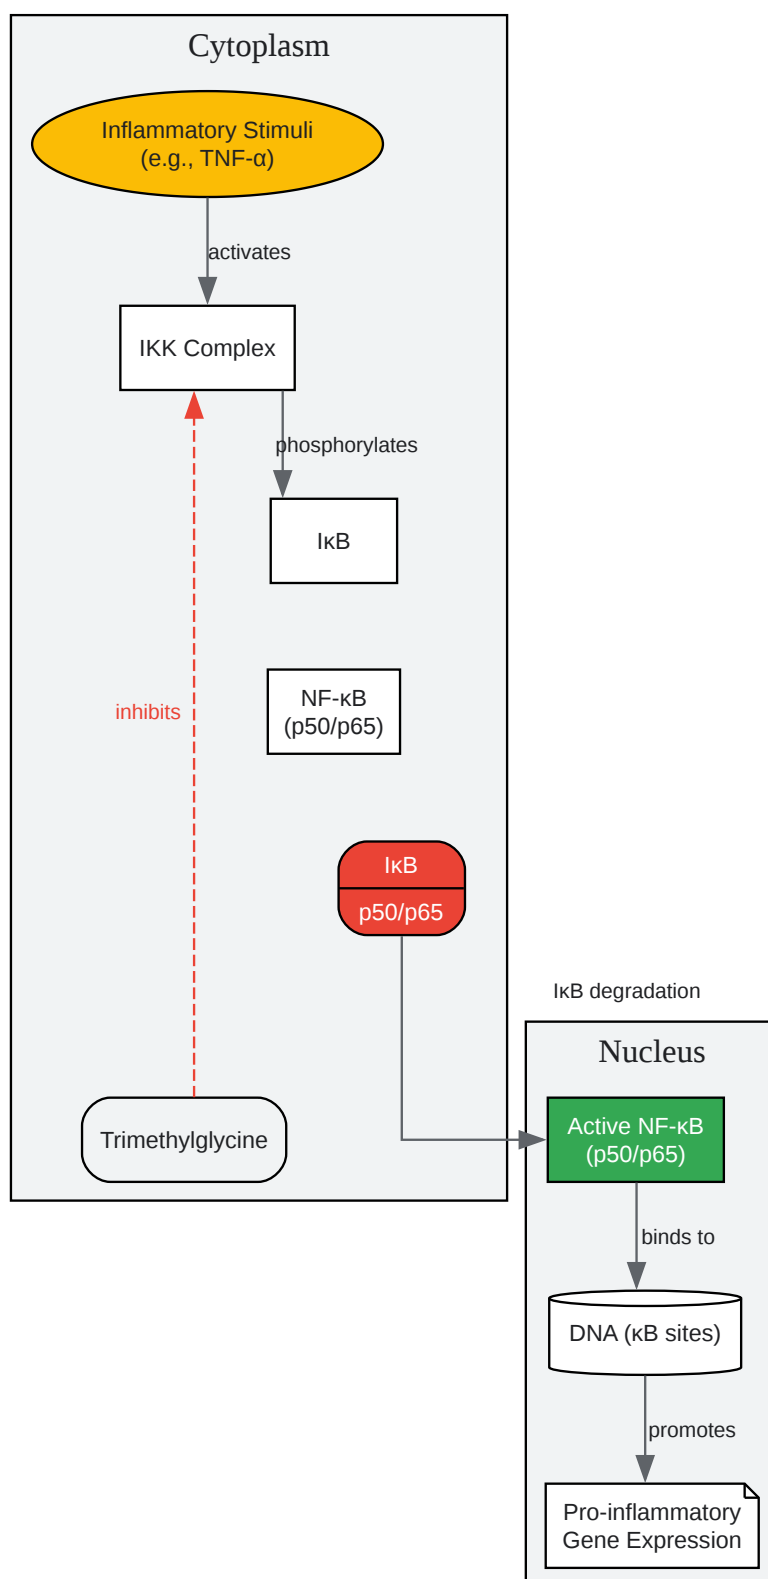 Cytoplasm
Inflammatory Stimuli
(e.g., TNF-α)
activates
IKK Complex
phosphorylates
IκB
NF-κB
(p50/p65)
inhibits
IκB
p50/p65
IκB degradation
Nucleus
Trimethylglycine
Active NF-κB
(p50/p65)
binds to
DNA (κB sites)
promotes
Pro-inflammatory
Gene Expression